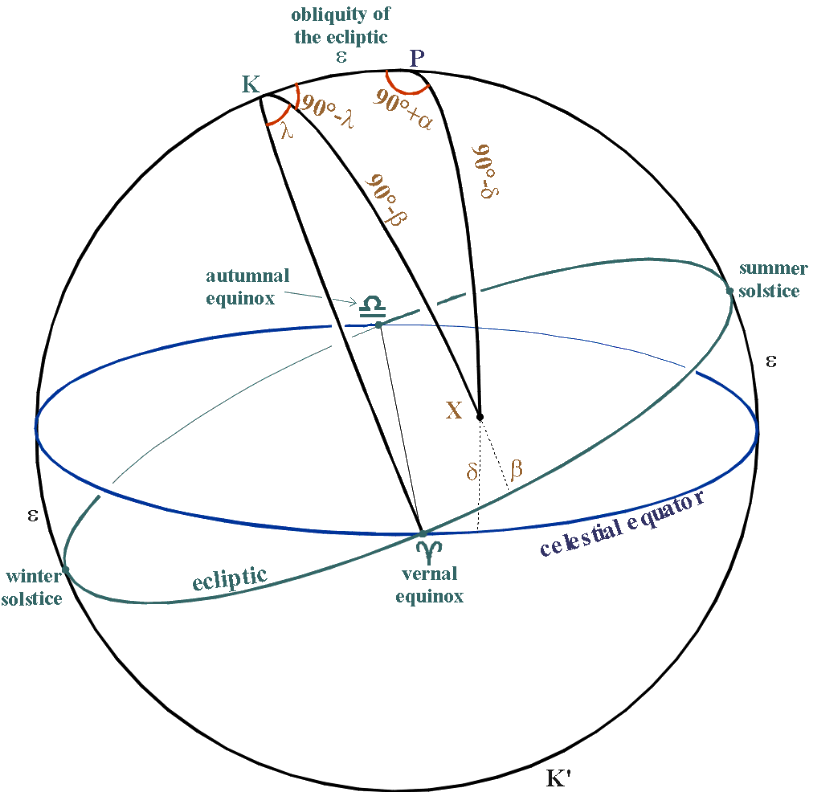 obliquity of
the ecliptic
ε
P
K
90°-λ
90°+α
λ
90°-δ
90°-β
autumnal
equinox
♎
summer
solstice
ε
X
δ
β
ε
celestial equator
♈
vernal
equinox
ecliptic
winter
solstice
K'